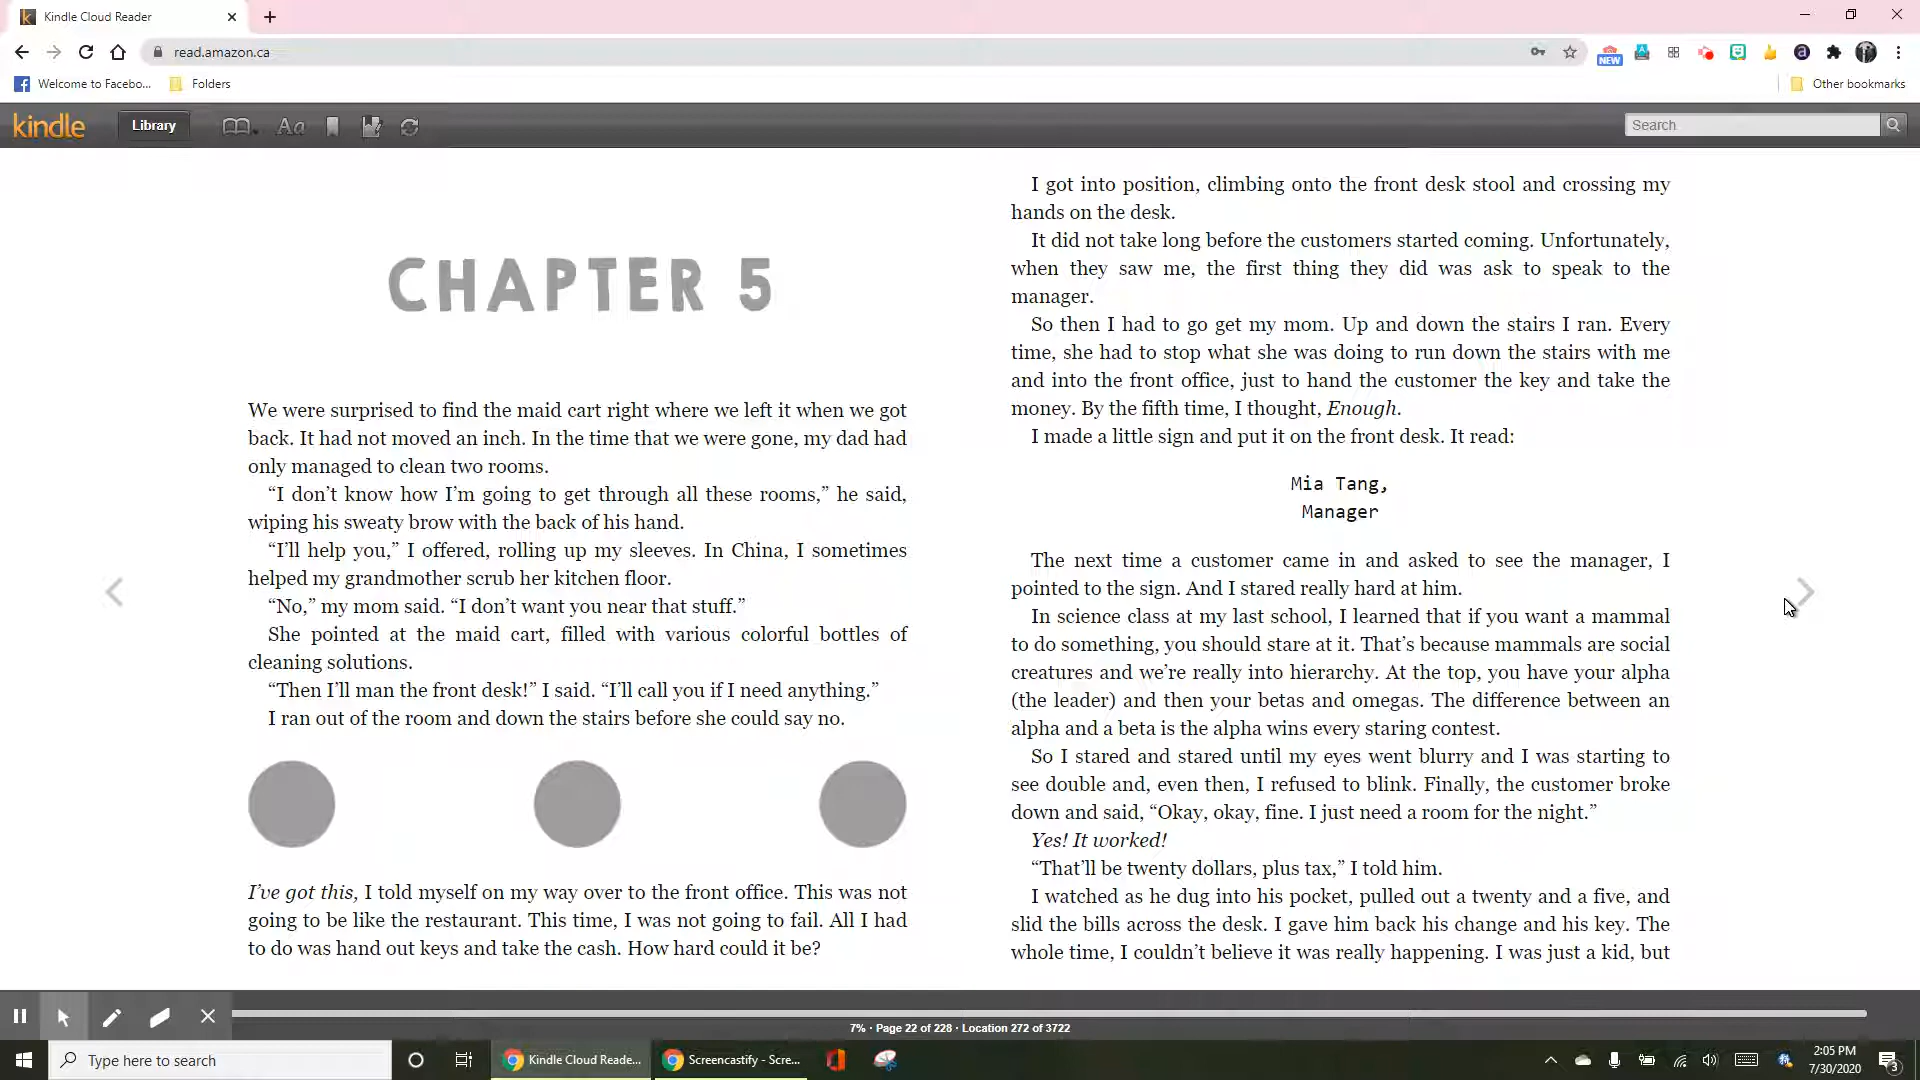 Kindle Cloud Reader
read.amazon.ca
NEW
Welcome to Facebo...
Folders
Other bookmarks
kindle
Library
Aa
Search
CHAPTER 5
We were surprised to find the maid cart right where we left it when we got
back. It had not moved an inch. In the time that we were gone, my dad had
only managed to clean two rooms.
“I don’t know how I’m going to get through all these rooms,” he said,
wiping his sweaty brow with the back of his hand.
“I’ll help you,” I offered, rolling up my sleeves. In China, I sometimes
helped my grandmother scrub her kitchen floor.
“No,” my mom said. “I don’t want you near that stuff.”
She pointed at the maid cart, filled with various colorful bottles of
cleaning solutions.
“Then I’ll man the front desk!” I said. “I’ll call you if I need anything.”
I ran out of the room and down the stairs before she could say no.
I’ve got this, I told myself on my way over to the front office. This was not
going to be like the restaurant. This time, I was not going to fail. All I had
to do was hand out keys and take the cash. How hard could it be?
I got into position, climbing onto the front desk stool and crossing my
hands on the desk.
It did not take long before the customers started coming. Unfortunately,
when they saw me, the first thing they did was ask to speak to the
manager.
So then I had to go get my mom. Up and down the stairs I ran. Every
time, she had to stop what she was doing to run down the stairs with me
and into the front office, just to hand the customer the key and take the
money. By the fifth time, I thought, Enough.
I made a little sign and put it on the front desk. It read:
Mia Tang,
Manager
The next time a customer came in and asked to see the manager, I
pointed to the sign. And I stared really hard at him.
In science class at my last school, I learned that if you want a mammal
to do something, you should stare at it. That’s because mammals are social
creatures and we’re really into hierarchy. At the top, you have your alpha
(the leader) and then your betas and omegas. The difference between an
alpha and a beta is the alpha wins every staring contest.
So I stared and stared until my eyes went blurry and I was starting to
see double and, even then, I refused to blink. Finally, the customer broke
down and said, “Okay, okay, fine. I just need a room for the night.”
Yes! It worked!
“That’ll be twenty dollars, plus tax,” I told him.
I watched as he dug into his pocket, pulled out a twenty and a five, and
slid the bills across the desk. I gave him back his change and his key. The
whole time, I couldn’t believe it was really happening. I was just a kid, but
7% · Page 22 of 228 · Location 272 of 3722
Type here to search
Kindle Cloud Reade...
Screencastify - Scre...
2:05 PM
7/30/2020
3